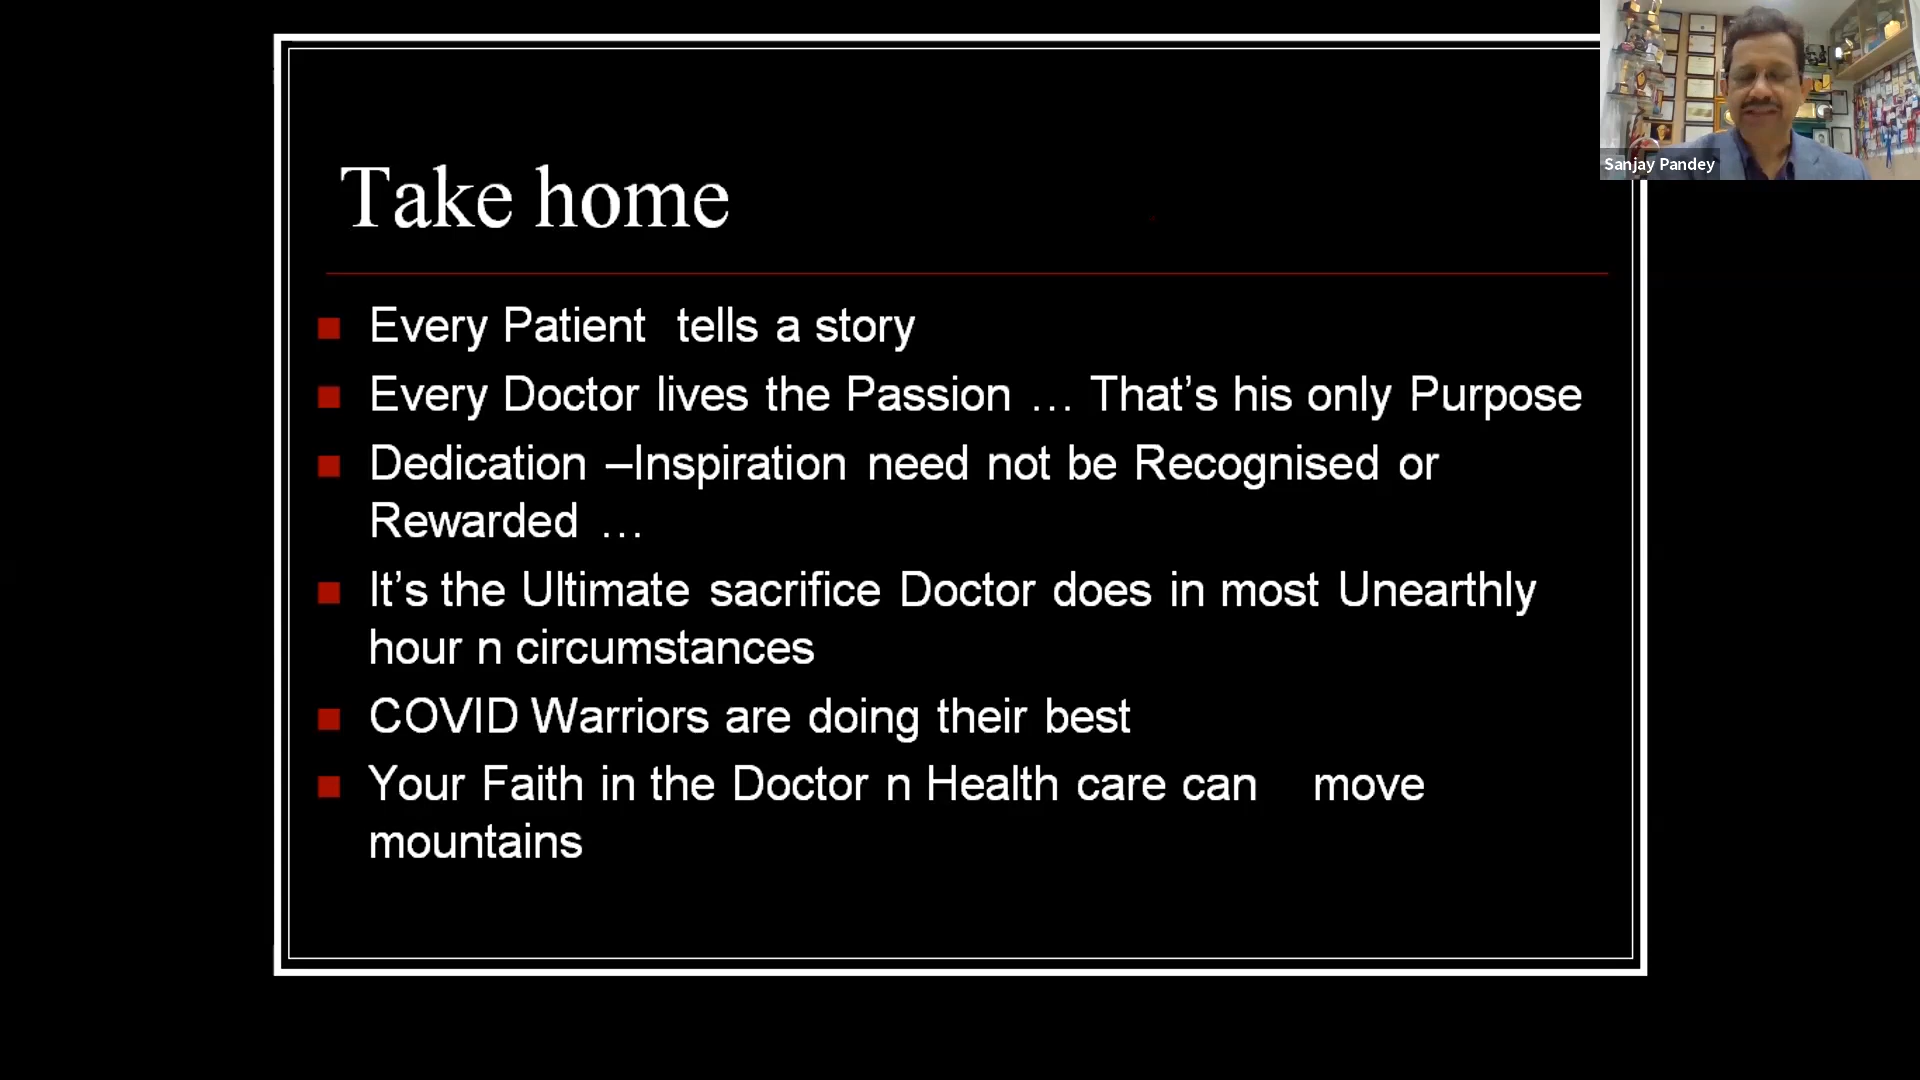 Take home
Every Patient tells a story
Every Doctor lives the Passion … That’s his only Purpose
Dedication –Inspiration need not be Recognised or
Rewarded …
It’s the Ultimate sacrifice Doctor does in most Unearthly
hour n circumstances
COVID Warriors are doing their best
Your Faith in the Doctor n Health care can move
mountains
Sanjay Pandey